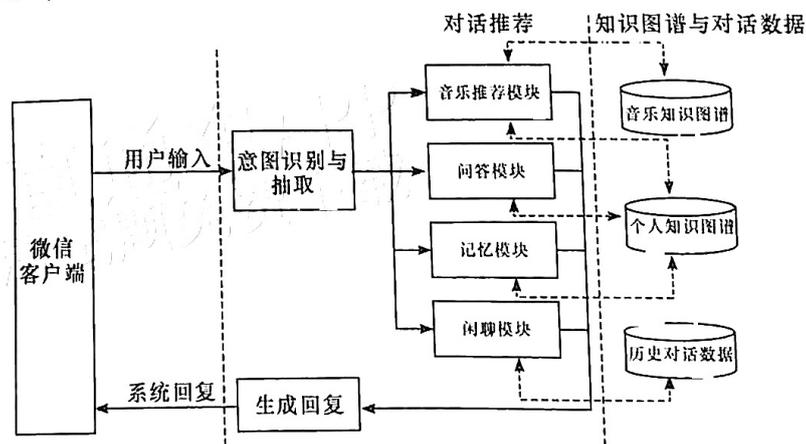 对话推荐
知识图谱与对话数据
音乐推荐模块
音乐知识图谱
用户输入
意图识别与
抽取
问答模块
微信
客户端
个人知识图谱
记忆模块
闲聊模块
历史对话数据
系统回复
生成回复